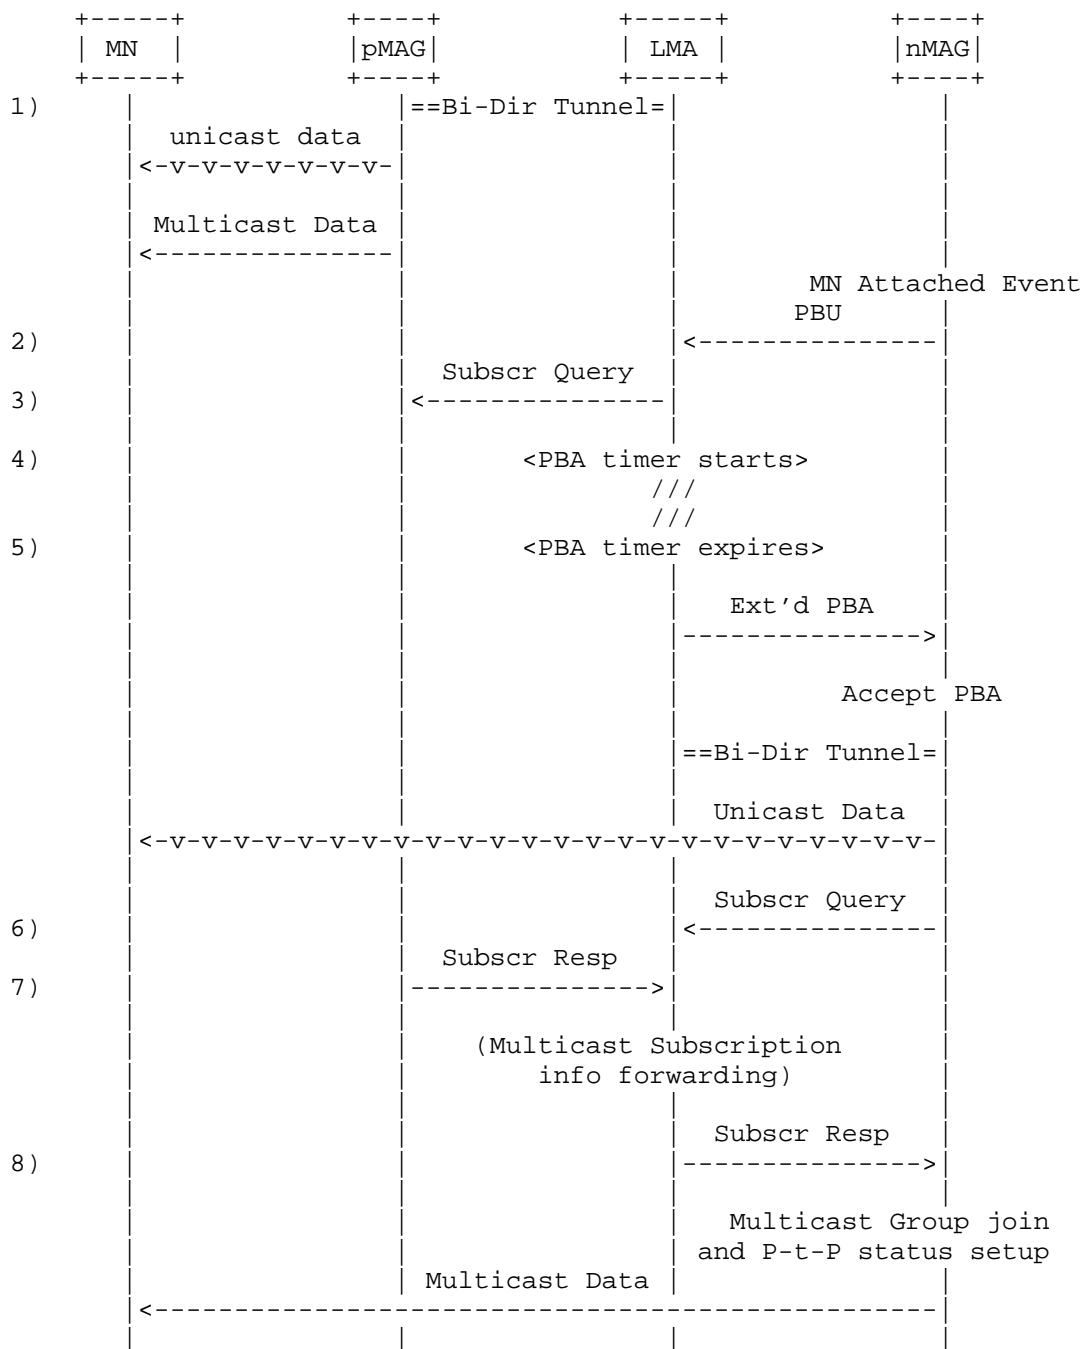 MN pMAG LMA nMAG
1) ==Bi-Dir Tunnel=
unicast data
<-v-v-v-v-v-v-v-
Multicast Data
MN Attached Event
PBU
2)
Subscr Query
3)
4) <PBA timer starts>
///
///
5) <PBA timer expires>
Ext'd PBA
Accept PBA
==Bi-Dir Tunnel=
Unicast Data
<-v-v-v-v-v-v-v-v-v-v-v-v-v-v-v-v-v-v-v-v-v-v-v-v-
Subscr Query
6)
Subscr Resp
7)
(Multicast Subscription
info forwarding)
Subscr Resp
8)
Multicast Group join
and P-t-P status setup
Multicast Data